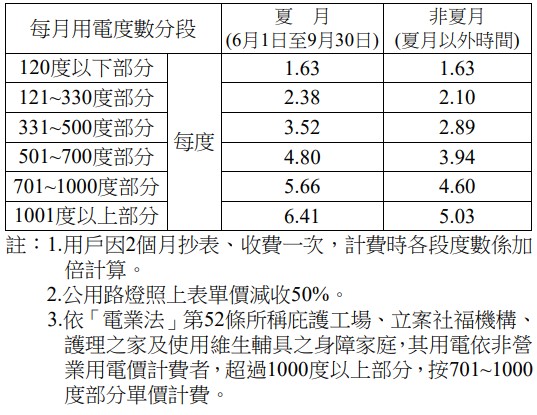 每月用電度數分段 夏 月 非夏月
(6月1日至9月30日) (夏月以外時間)
120度以下部分 每度 1.63 1.63
121~330度部分 2.38 2.10
331~500度部分 3.52 2.89
501~700度部分 4.80 3.94
701~1000度部分 5.66 4.60
1001度以上部分 6.41 5.03
註：1.用戶因2個月抄表、收費一次，計費時各段度數係加
倍計算。
2.公用路燈照上表單價減收50%。
3.依「電業法」第52條所稱庇護工場、立案社福機構、
護理之家及使用維生輔具之身障家庭，其用電依非營
業用電價計費者，超過1000度以上部分，按701~1000
度部分單價計費。